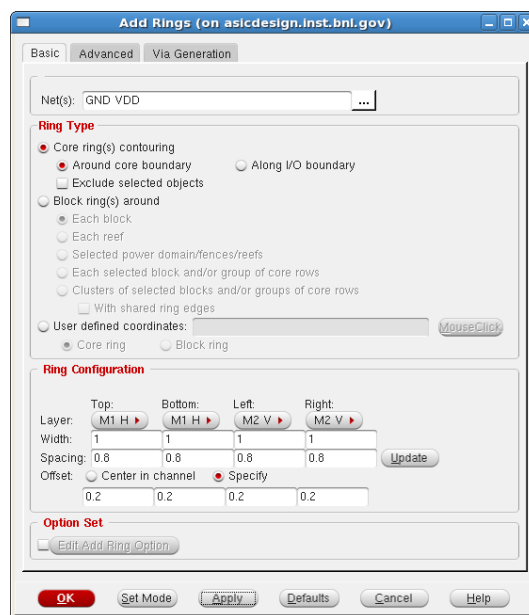 Add Rings (on asicdesign.inst.bnl.gov)
Basic Advanced Via Generation
Net(s): GND VDD ...
Ring Type
Core ring(s) contouring
Around core boundary Along I/O boundary
Exclude selected objects
Block ring(s) around
Each block
Each reef
Selected power domain/fences/reefs
Each selected block and/or group of core rows
Clusters of selected blocks and/or groups of core rows
With shared ring edges
User defined coordinates: MouseClick
Core ring Block ring
Ring Configuration
Top: Bottom: Left: Right:
Layer: M1 H M1 H M2 V M2 V
Width: 1 1 1 1
Spacing: 0.8 0.8 0.8 0.8 Update
Offset: Center in channel Specify
0.2 0.2 0.2 0.2
Option Set
Edit Add Ring Option
OK Set Mode Apply Defaults Cancel Help